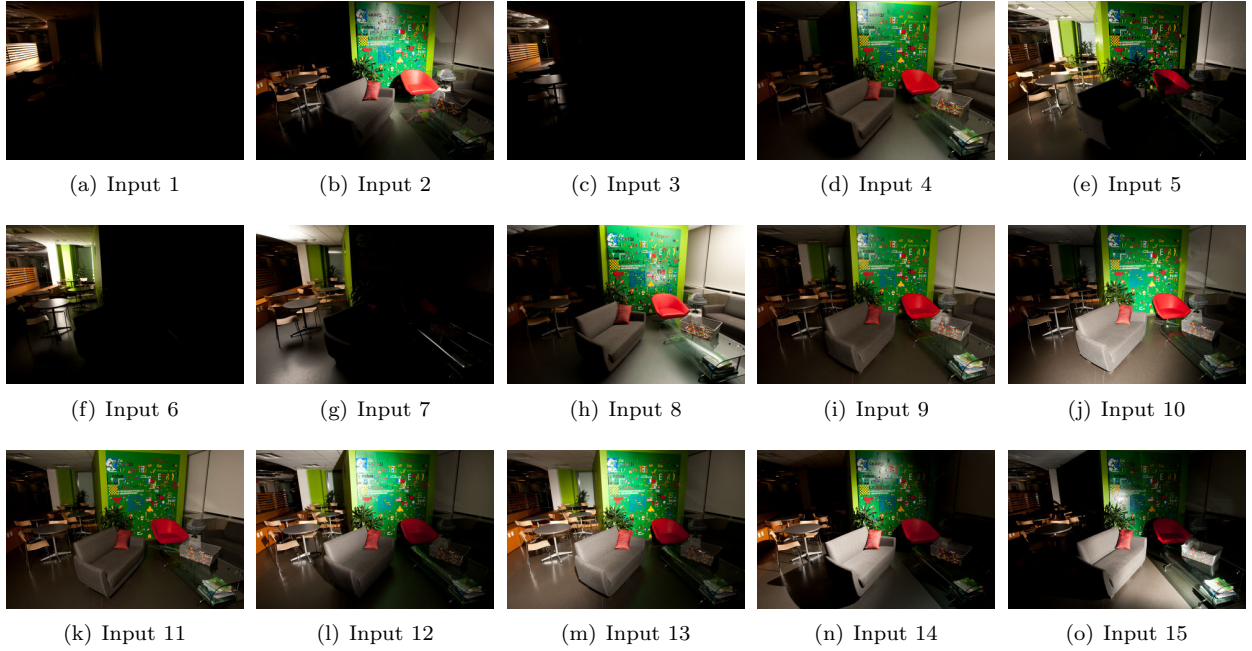 (a) Input 1
(b) Input 2
(c) Input 3
(d) Input 4
(e) Input 5
(f) Input 6
(g) Input 7
(h) Input 8
(i) Input 9
(j) Input 10
(k) Input 11
(l) Input 12
(m) Input 13
(n) Input 14
(o) Input 15